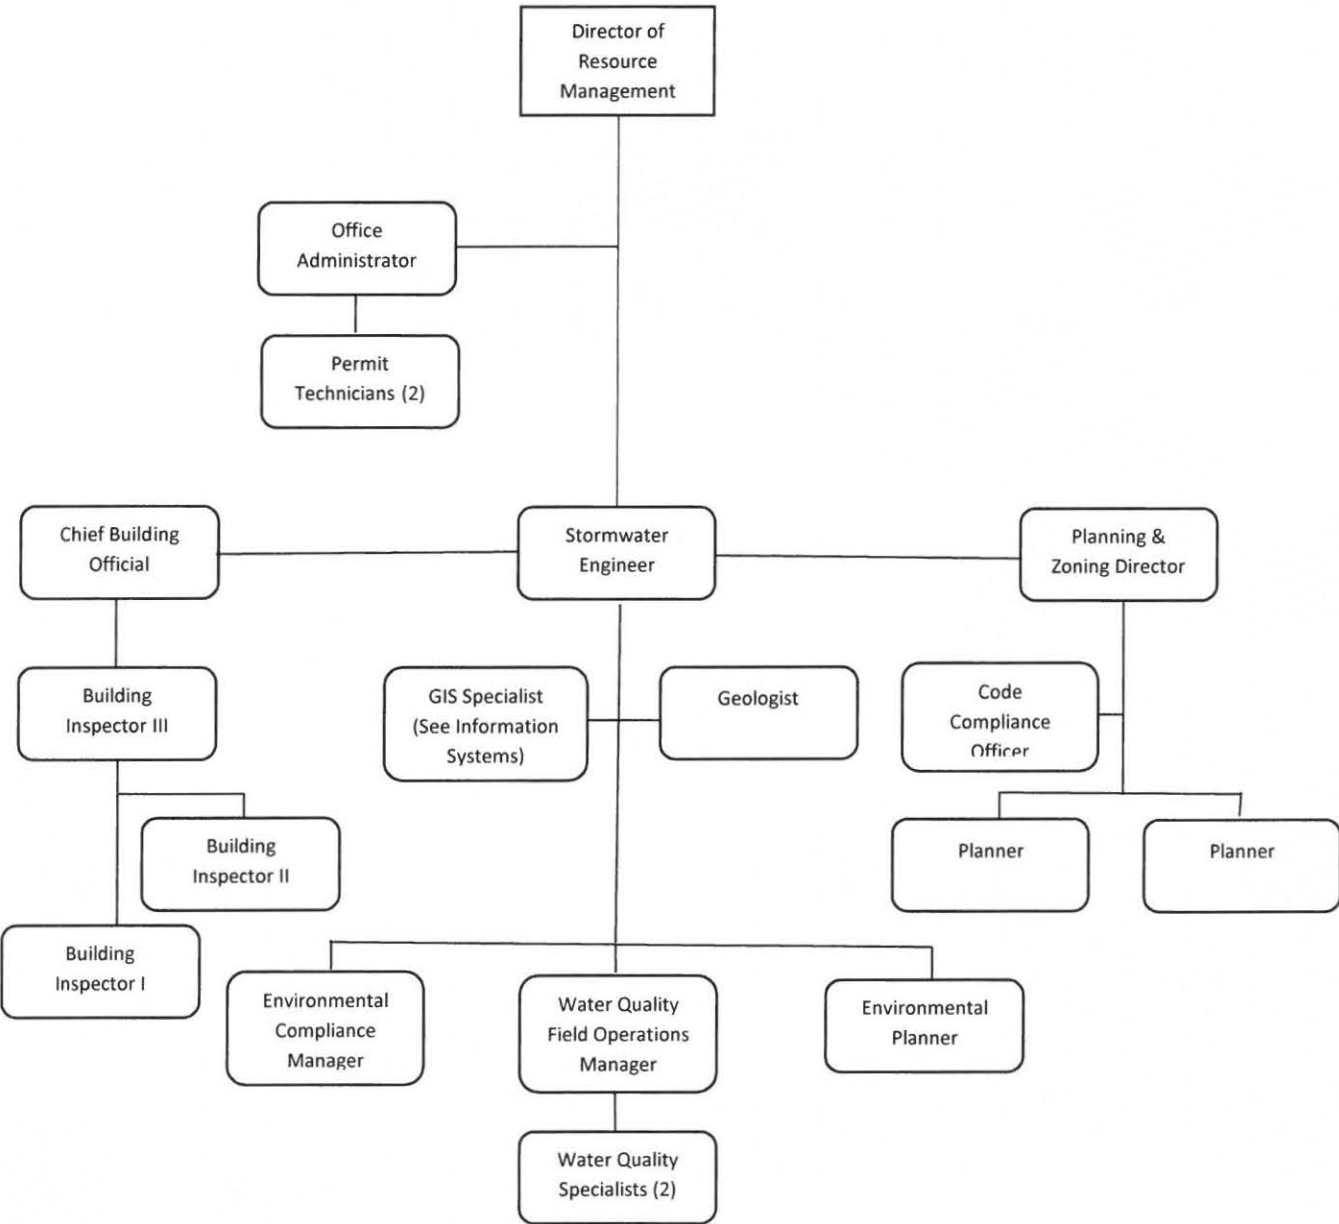 Director of
Resource
Management
Office
Administrator
Permit
Technicians (2)
Chief Building
Official
Stormwater
Engineer
Planning &
Zoning Director
Building
Inspector III
GIS Specialist
(See Information
Systems)
Geologist
Code
Compliance
Officer
Building
Inspector II
Planner
Planner
Building
Inspector I
Environmental
Compliance
Manager
Water Quality
Field Operations
Manager
Environmental
Planner
Water Quality
Specialists (2)